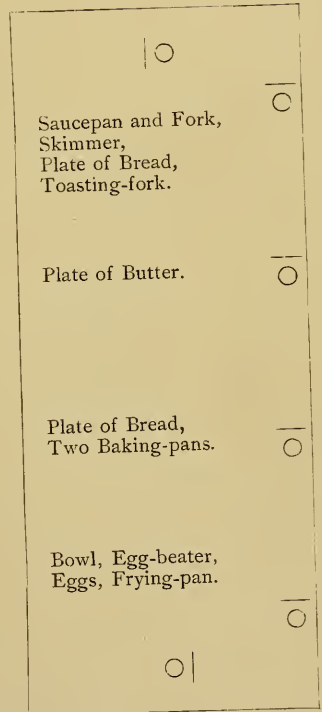 Saucepan and Fork,
Skimmer,
Plate of Bread,
Toasting-fork.
Plate of Butter.
Plate of Bread,
Two Baking-pans.
Bowl, Egg-beater,
Eggs, Frying-pan.